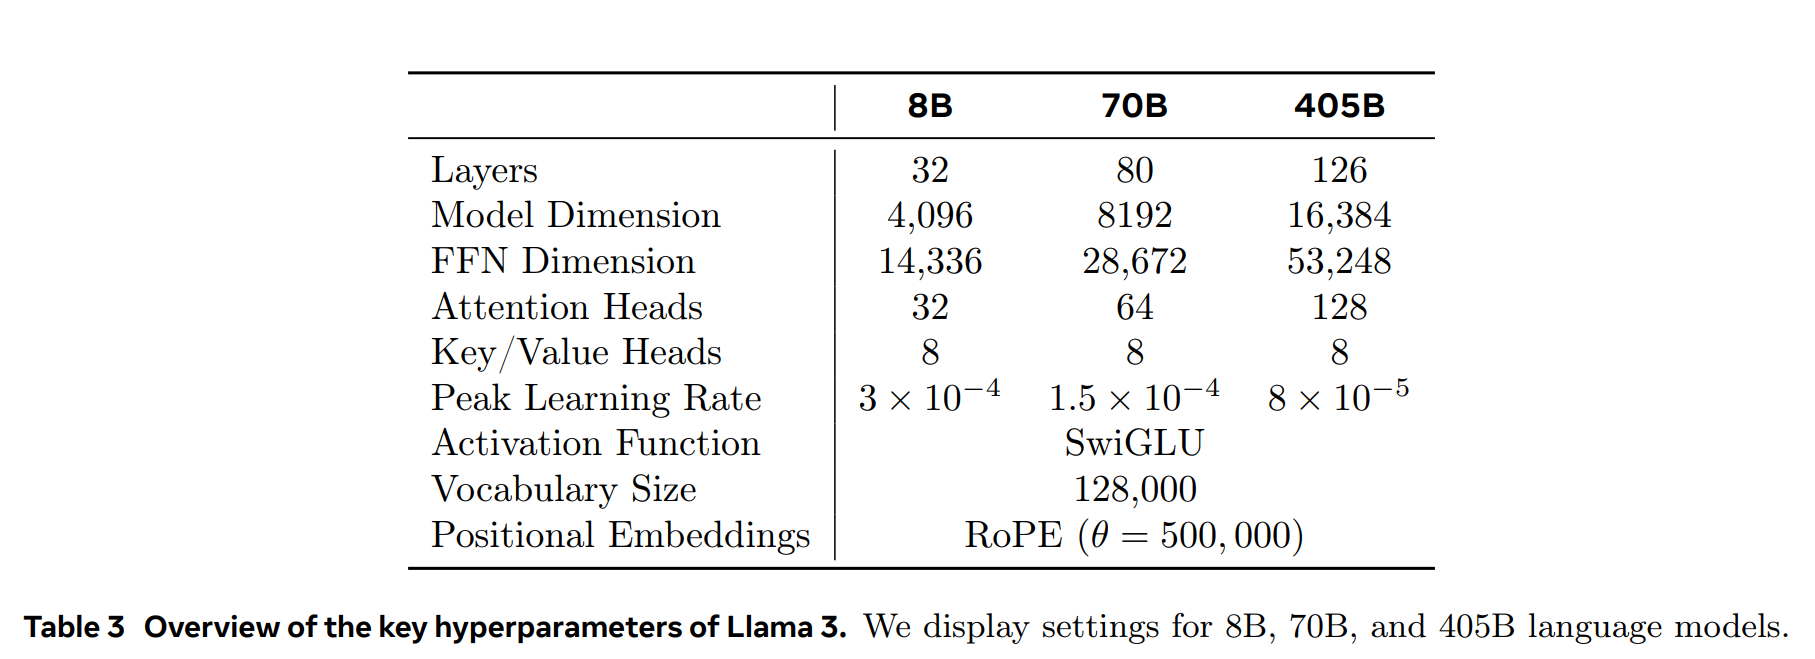 8B 70B 405B
Layers 32 80 126
Model Dimension 4,096 8192 16,384
FFN Dimension 14,336 28,672 53,248
Attention Heads 32 64 128
Key/Value Heads 8 8 8
Peak Learning Rate 3 × 10⁻⁴ 1.5 × 10⁻⁴ 8 × 10⁻⁵
Activation Function SwiGLU
Vocabulary Size 128,000
Positional Embeddings RoPE (θ = 500, 000)
Table 3 Overview of the key hyperparameters of Llama 3. We display settings for 8B, 70B, and 405B language models.